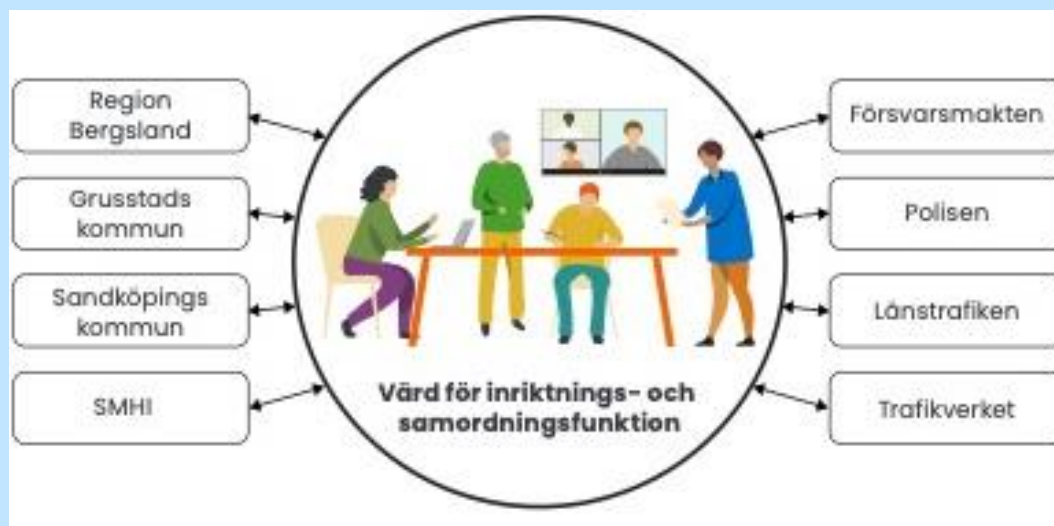 Region
Bergsland
Grusstads
kommun
Sandköpings
kommun
SMHI
Värd för inriktnings- och
samordningsfunktion
Försvarsmakten
Polisen
Länstrafiken
Trafikverket